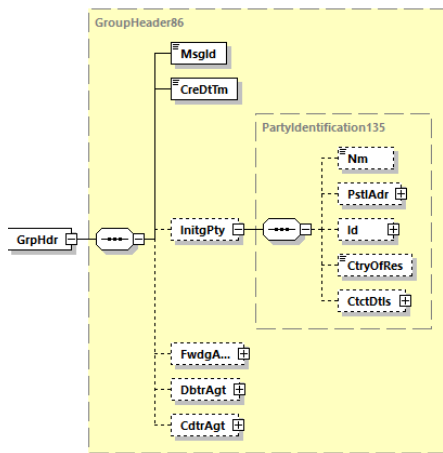 GroupHeader86
MsgId
CreDtTm
PartyIdentification135
Nm
PstlAdr
GrpHdr
InitgPty
Id
CtryOfRes
CtctDtls
FwdgA...
DbtrAgt
CdtrAgt